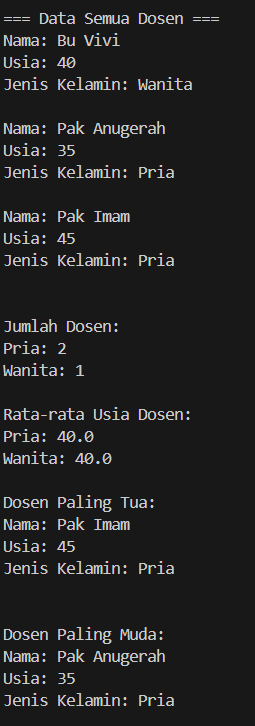 === Data Semua Dosen ===
Nama: Bu Vivi
Usia: 40
Jenis Kelamin: Wanita
Nama: Pak Anugerah
Usia: 35
Jenis Kelamin: Pria
Nama: Pak Imam
Usia: 45
Jenis Kelamin: Pria
Jumlah Dosen:
Pria: 2
Wanita: 1
Rata-rata Usia Dosen:
Pria: 40.0
Wanita: 40.0
Dosen Paling Tua:
Nama: Pak Imam
Usia: 45
Jenis Kelamin: Pria
Dosen Paling Muda:
Nama: Pak Anugerah
Usia: 35
Jenis Kelamin: Pria